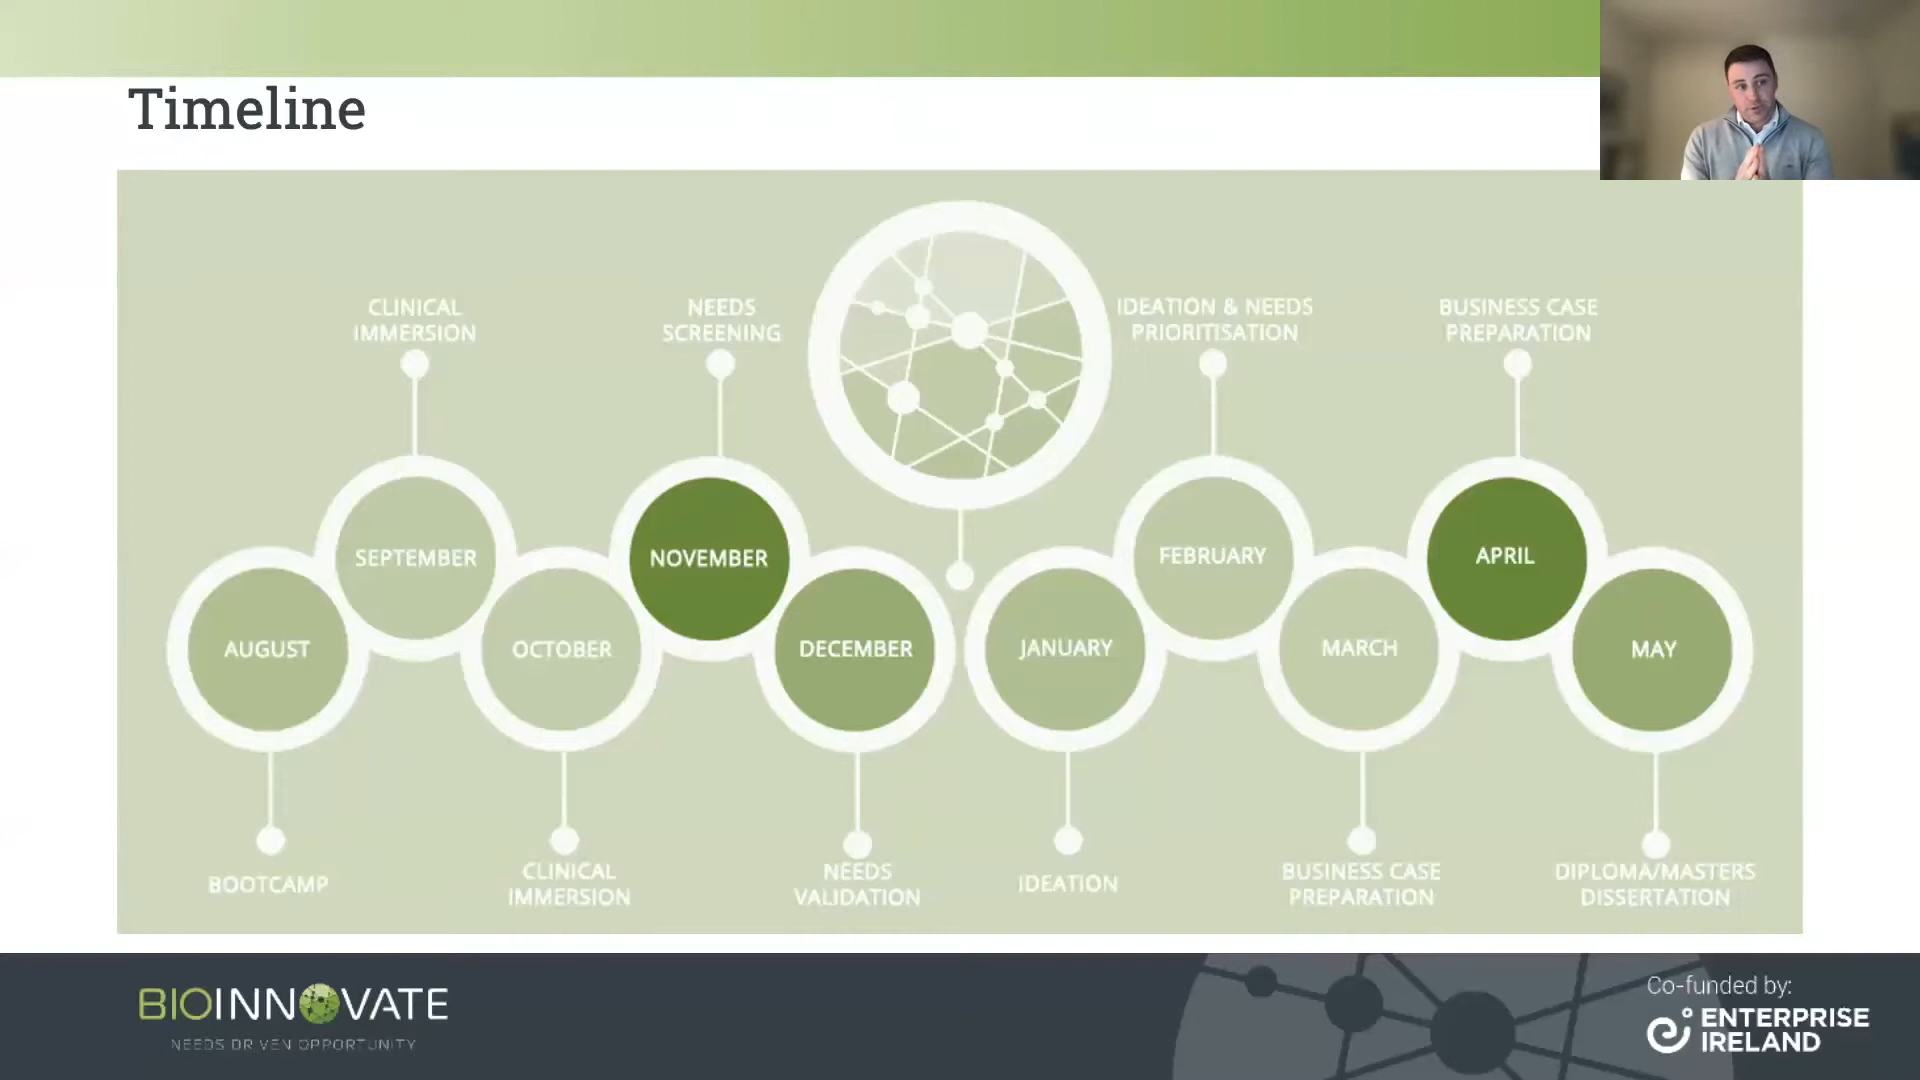 Timeline
CLINICAL
IMMERSION
NEEDS
SCREENING
IDEATION & NEEDS
PRIORITISATION
BUSINESS CASE
PREPARATION
SEPTEMBER
NOVEMBER
FEBRUARY
APRIL
AUGUST
OCTOBER
DECEMBER
JANUARY
MARCH
MAY
BOOTCAMP
CLINICAL
IMMERSION
NEEDS
VALIDATION
IDEATION
BUSINESS CASE
PREPARATION
DIPLOMA/MASTERS
DISSERTATION
BIOINNOVATE
NEEDS DRIVEN OPPORTUNITY
Co-funded by:
ENTERPRISE
IRELAND